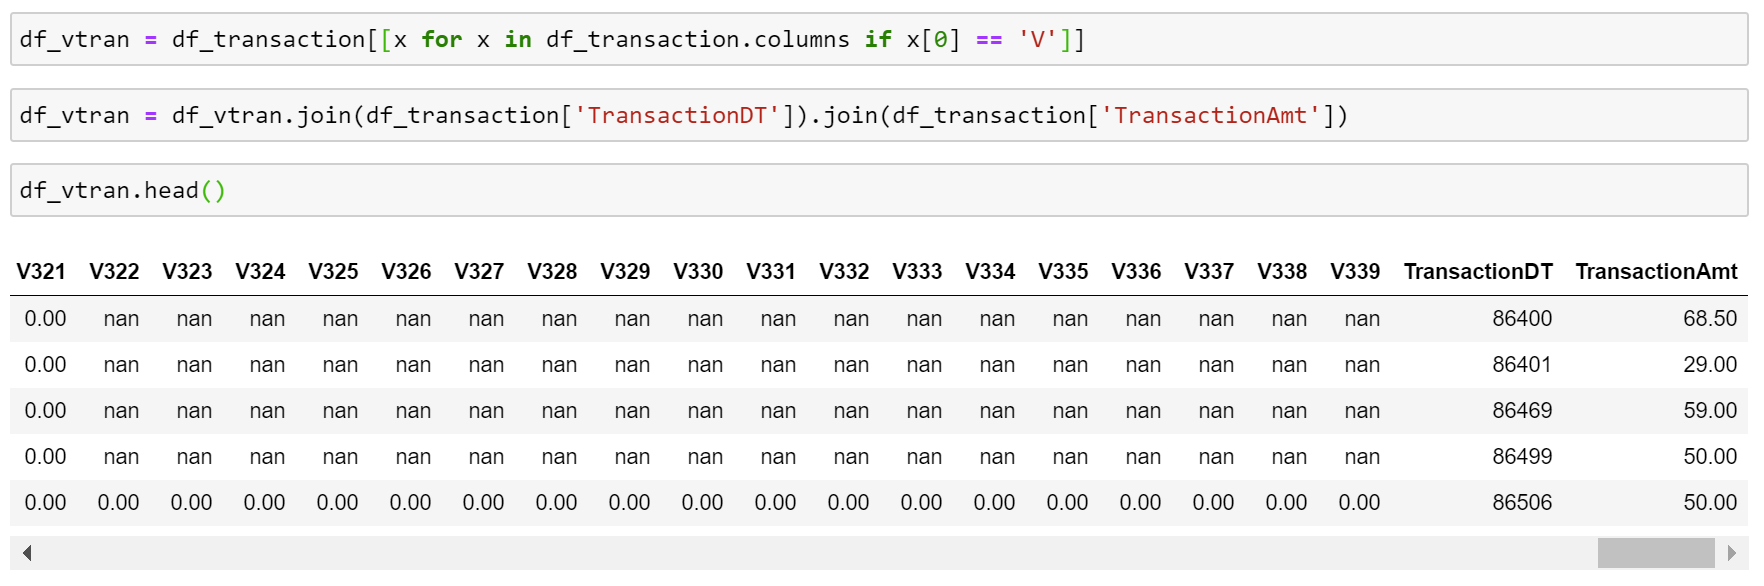 df_vtran = df_transaction[[x for x in df_transaction.columns if x[0] == 'V']]
df_vtran = df_vtran.join(df_transaction['TransactionDT']).join(df_transaction['TransactionAmt'])
df_vtran.head()
V321 V322 V323 V324 V325 V326 V327 V328 V329 V330 V331 V332 V333 V334 V335 V336 V337 V338 V339 TransactionDT TransactionAmt
0.00 nan nan nan nan nan nan nan nan nan nan nan nan nan nan nan nan nan nan 86400 68.50
0.00 nan nan nan nan nan nan nan nan nan nan nan nan nan nan nan nan nan nan 86401 29.00
0.00 nan nan nan nan nan nan nan nan nan nan nan nan nan nan nan nan nan nan 86469 59.00
0.00 nan nan nan nan nan nan nan nan nan nan nan nan nan nan nan nan nan nan 86499 50.00
0.00 0.00 0.00 0.00 0.00 0.00 0.00 0.00 0.00 0.00 0.00 0.00 0.00 0.00 0.00 0.00 0.00 0.00 0.00 86506 50.00